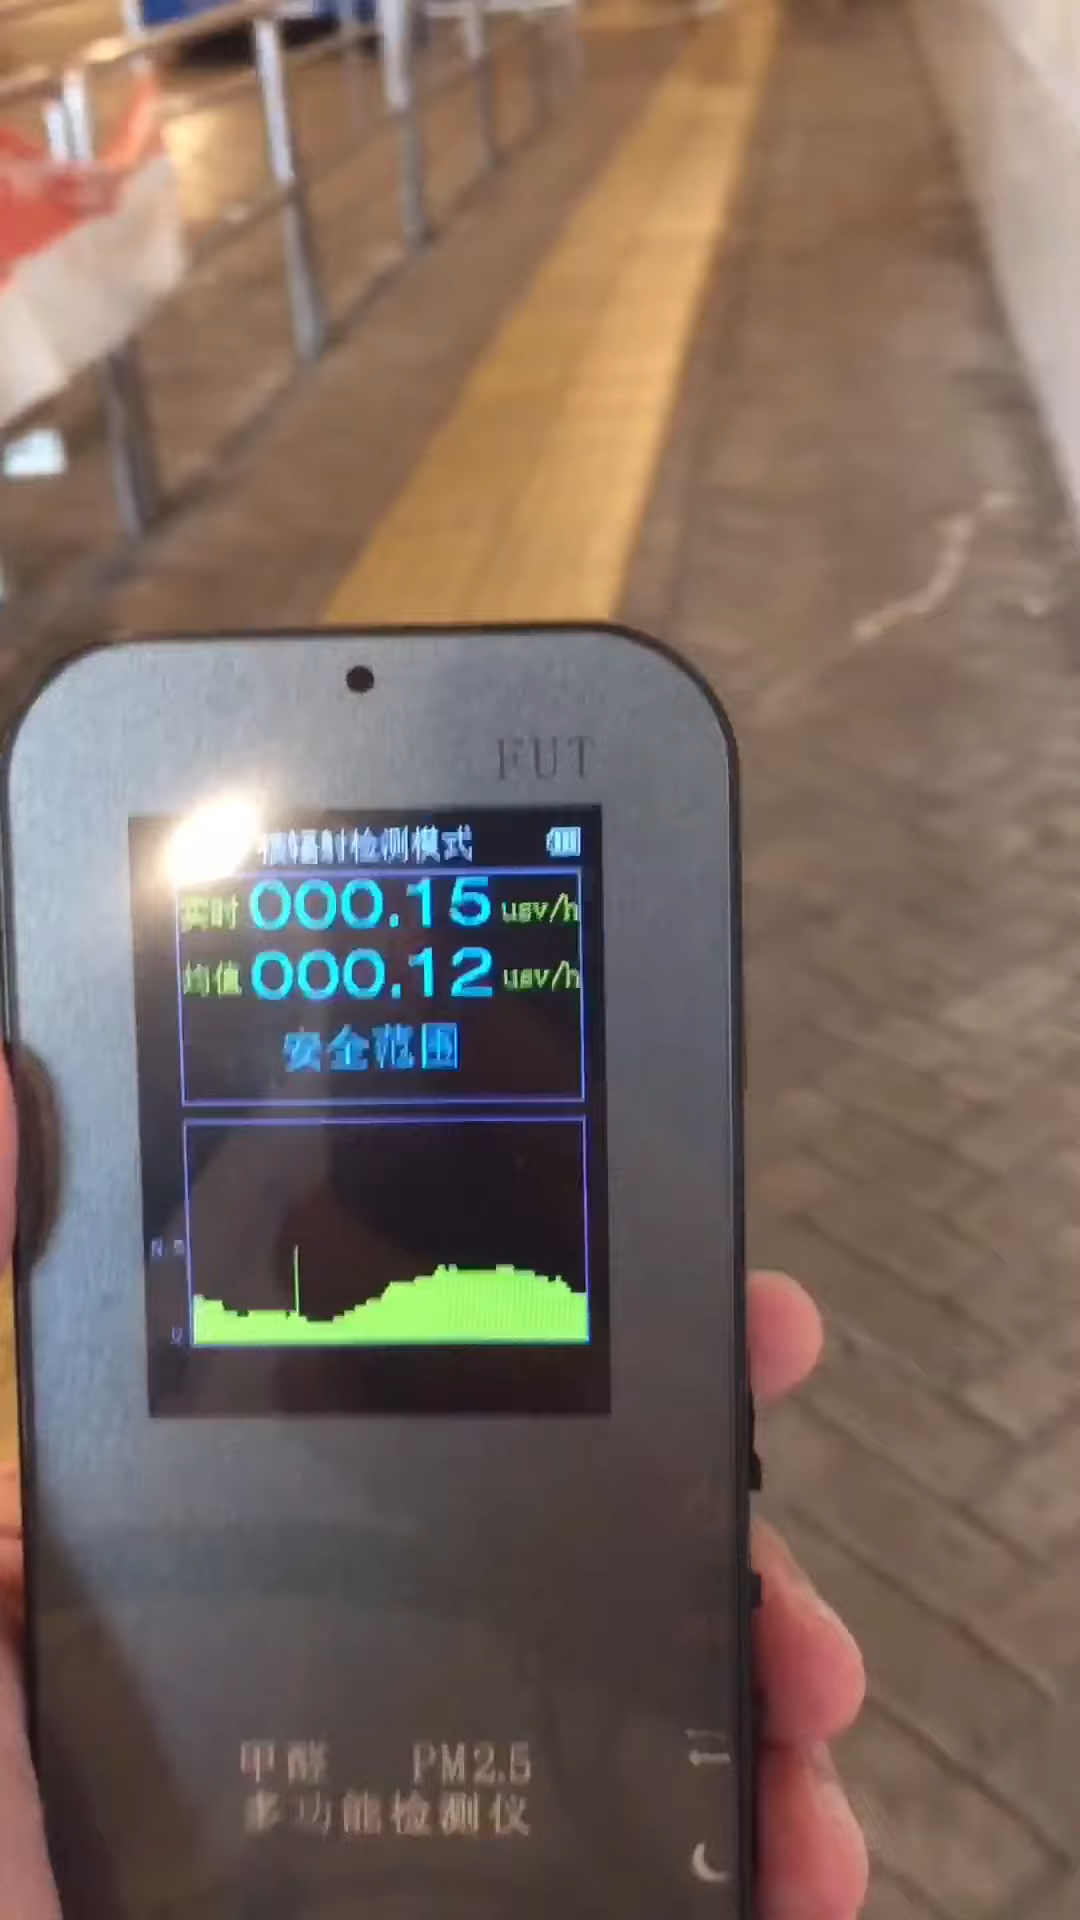 FUT
核辐射检测模式
实时 000.15 usv/h
均值 000.12 usv/h
安全范围
0
甲醛 PM2.5
多功能检测仪